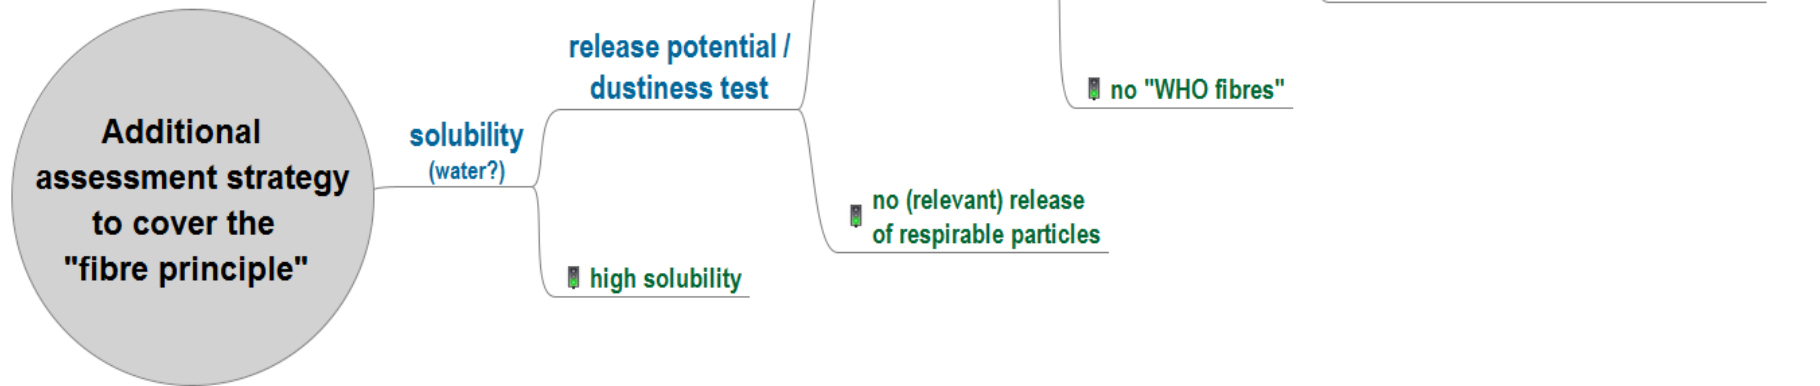 Additional
assessment strategy
to cover the
"fibre principle"
solubility
(water?)
release potential /
dustiness test
high solubility
no (relevant) release
of respirable particles
no "WHO fibres"